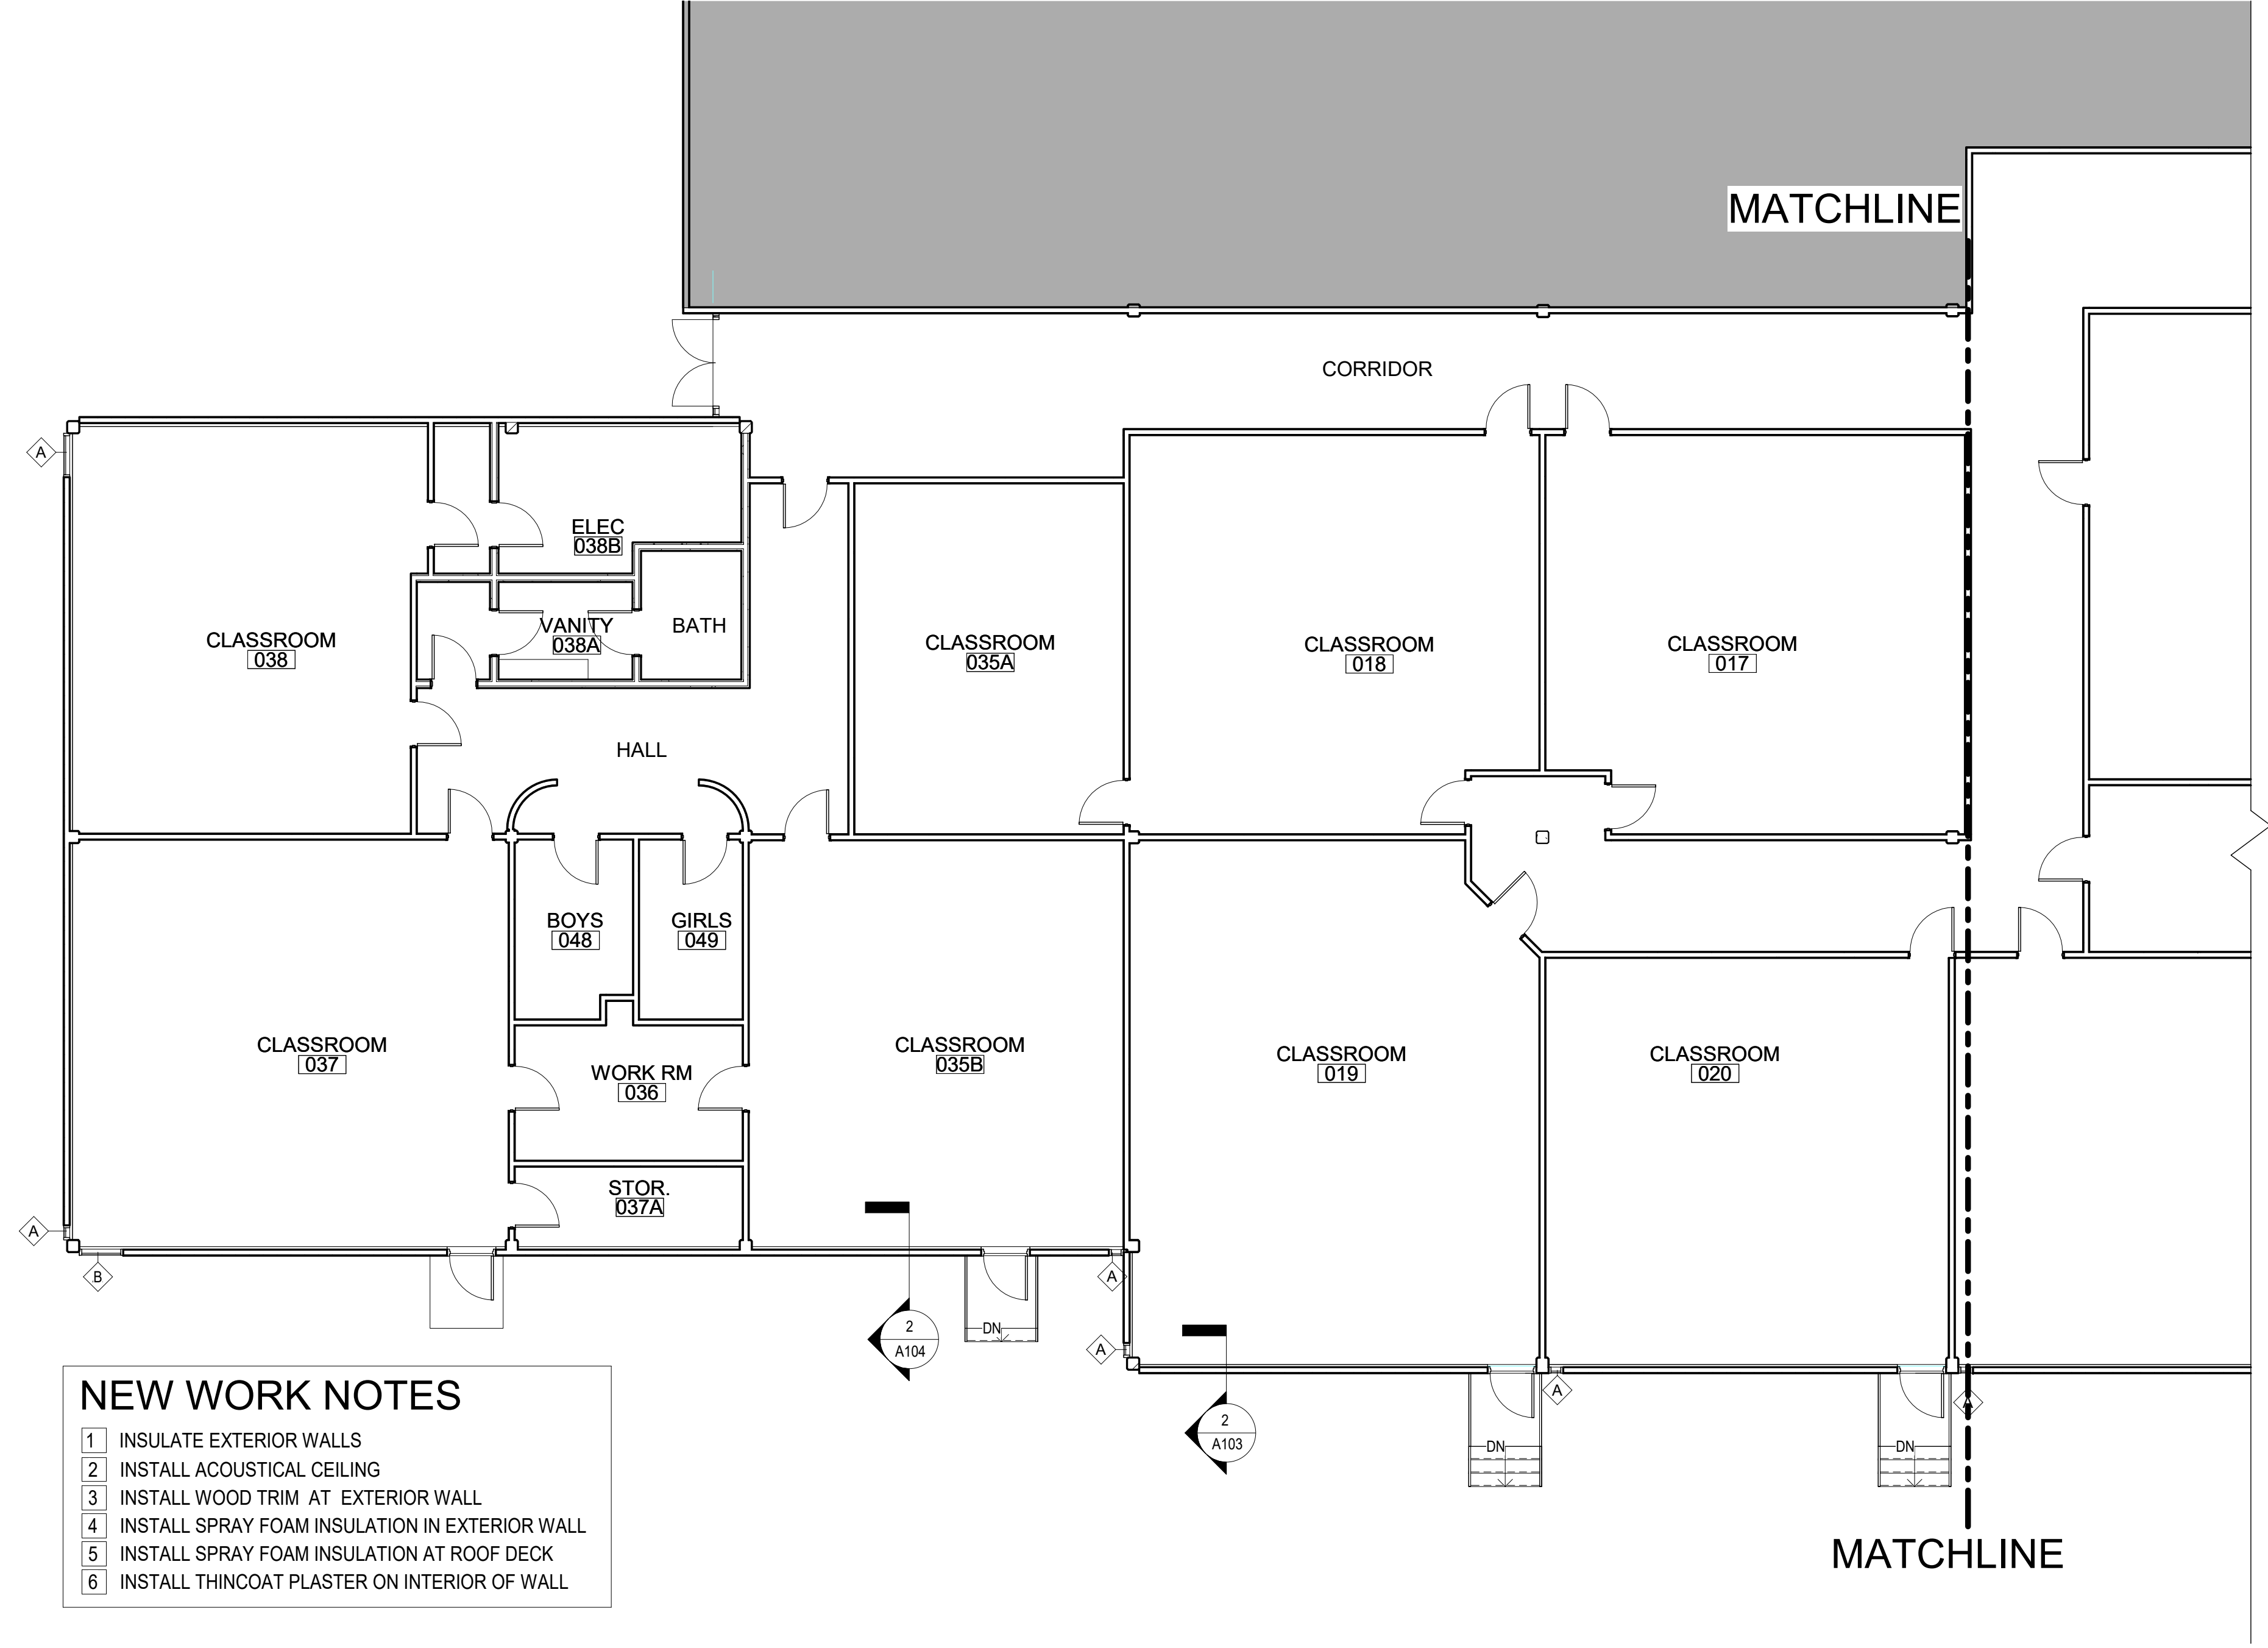 MATCHLINE
CORRIDOR
A
ELEC
038B
VANITY
038A
BATH
CLASSROOM
038
CLASSROOM
035A
CLASSROOM
018
CLASSROOM
017
HALL
BOYS
048
GIRLS
049
CLASSROOM
037
WORK RM
036
CLASSROOM
035B
CLASSROOM
019
CLASSROOM
020
STOR.
037A
A
B
A
2
A104
DN
A
A
A
2
A103
DN
DN
MATCHLINE
NEW WORK NOTES
1 INSULATE EXTERIOR WALLS
2 INSTALL ACOUSTICAL CEILING
3 INSTALL WOOD TRIM AT EXTERIOR WALL
4 INSTALL SPRAY FOAM INSULATION IN EXTERIOR WALL
5 INSTALL SPRAY FOAM INSULATION AT ROOF DECK
6 INSTALL THINCOAT PLASTER ON INTERIOR OF WALL